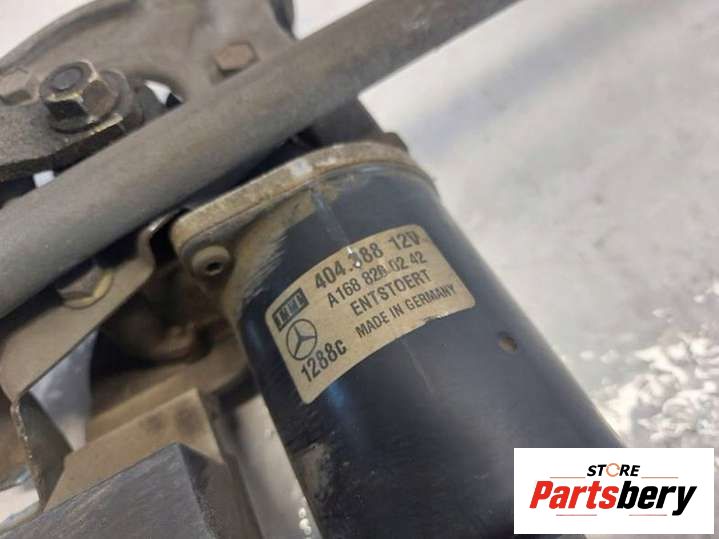 404.388 12V
A168 820 02 42
ENTSTOERT
MADE IN GERMANY
1288c
STORE
Partsbery